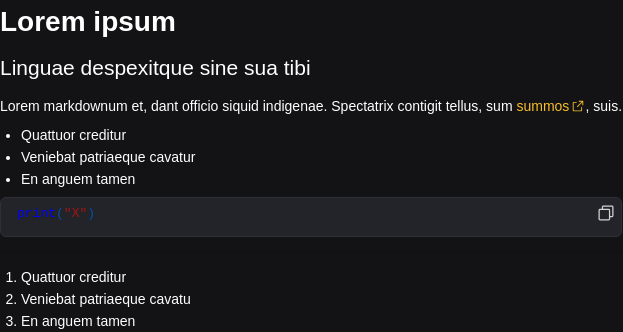 Lorem ipsum
Linguae despexitque sine sua tibi
Lorem markdownum et, dant officio siquid indigenae. Spectatrix contigit tellus, sum summos, suis.
• Quattuor creditur
• Veniebat patriaeque cavatur
• En anguem tamen
print("X")
1. Quattuor creditur
2. Veniebat patriaeque cavatu
3. En anguem tamen